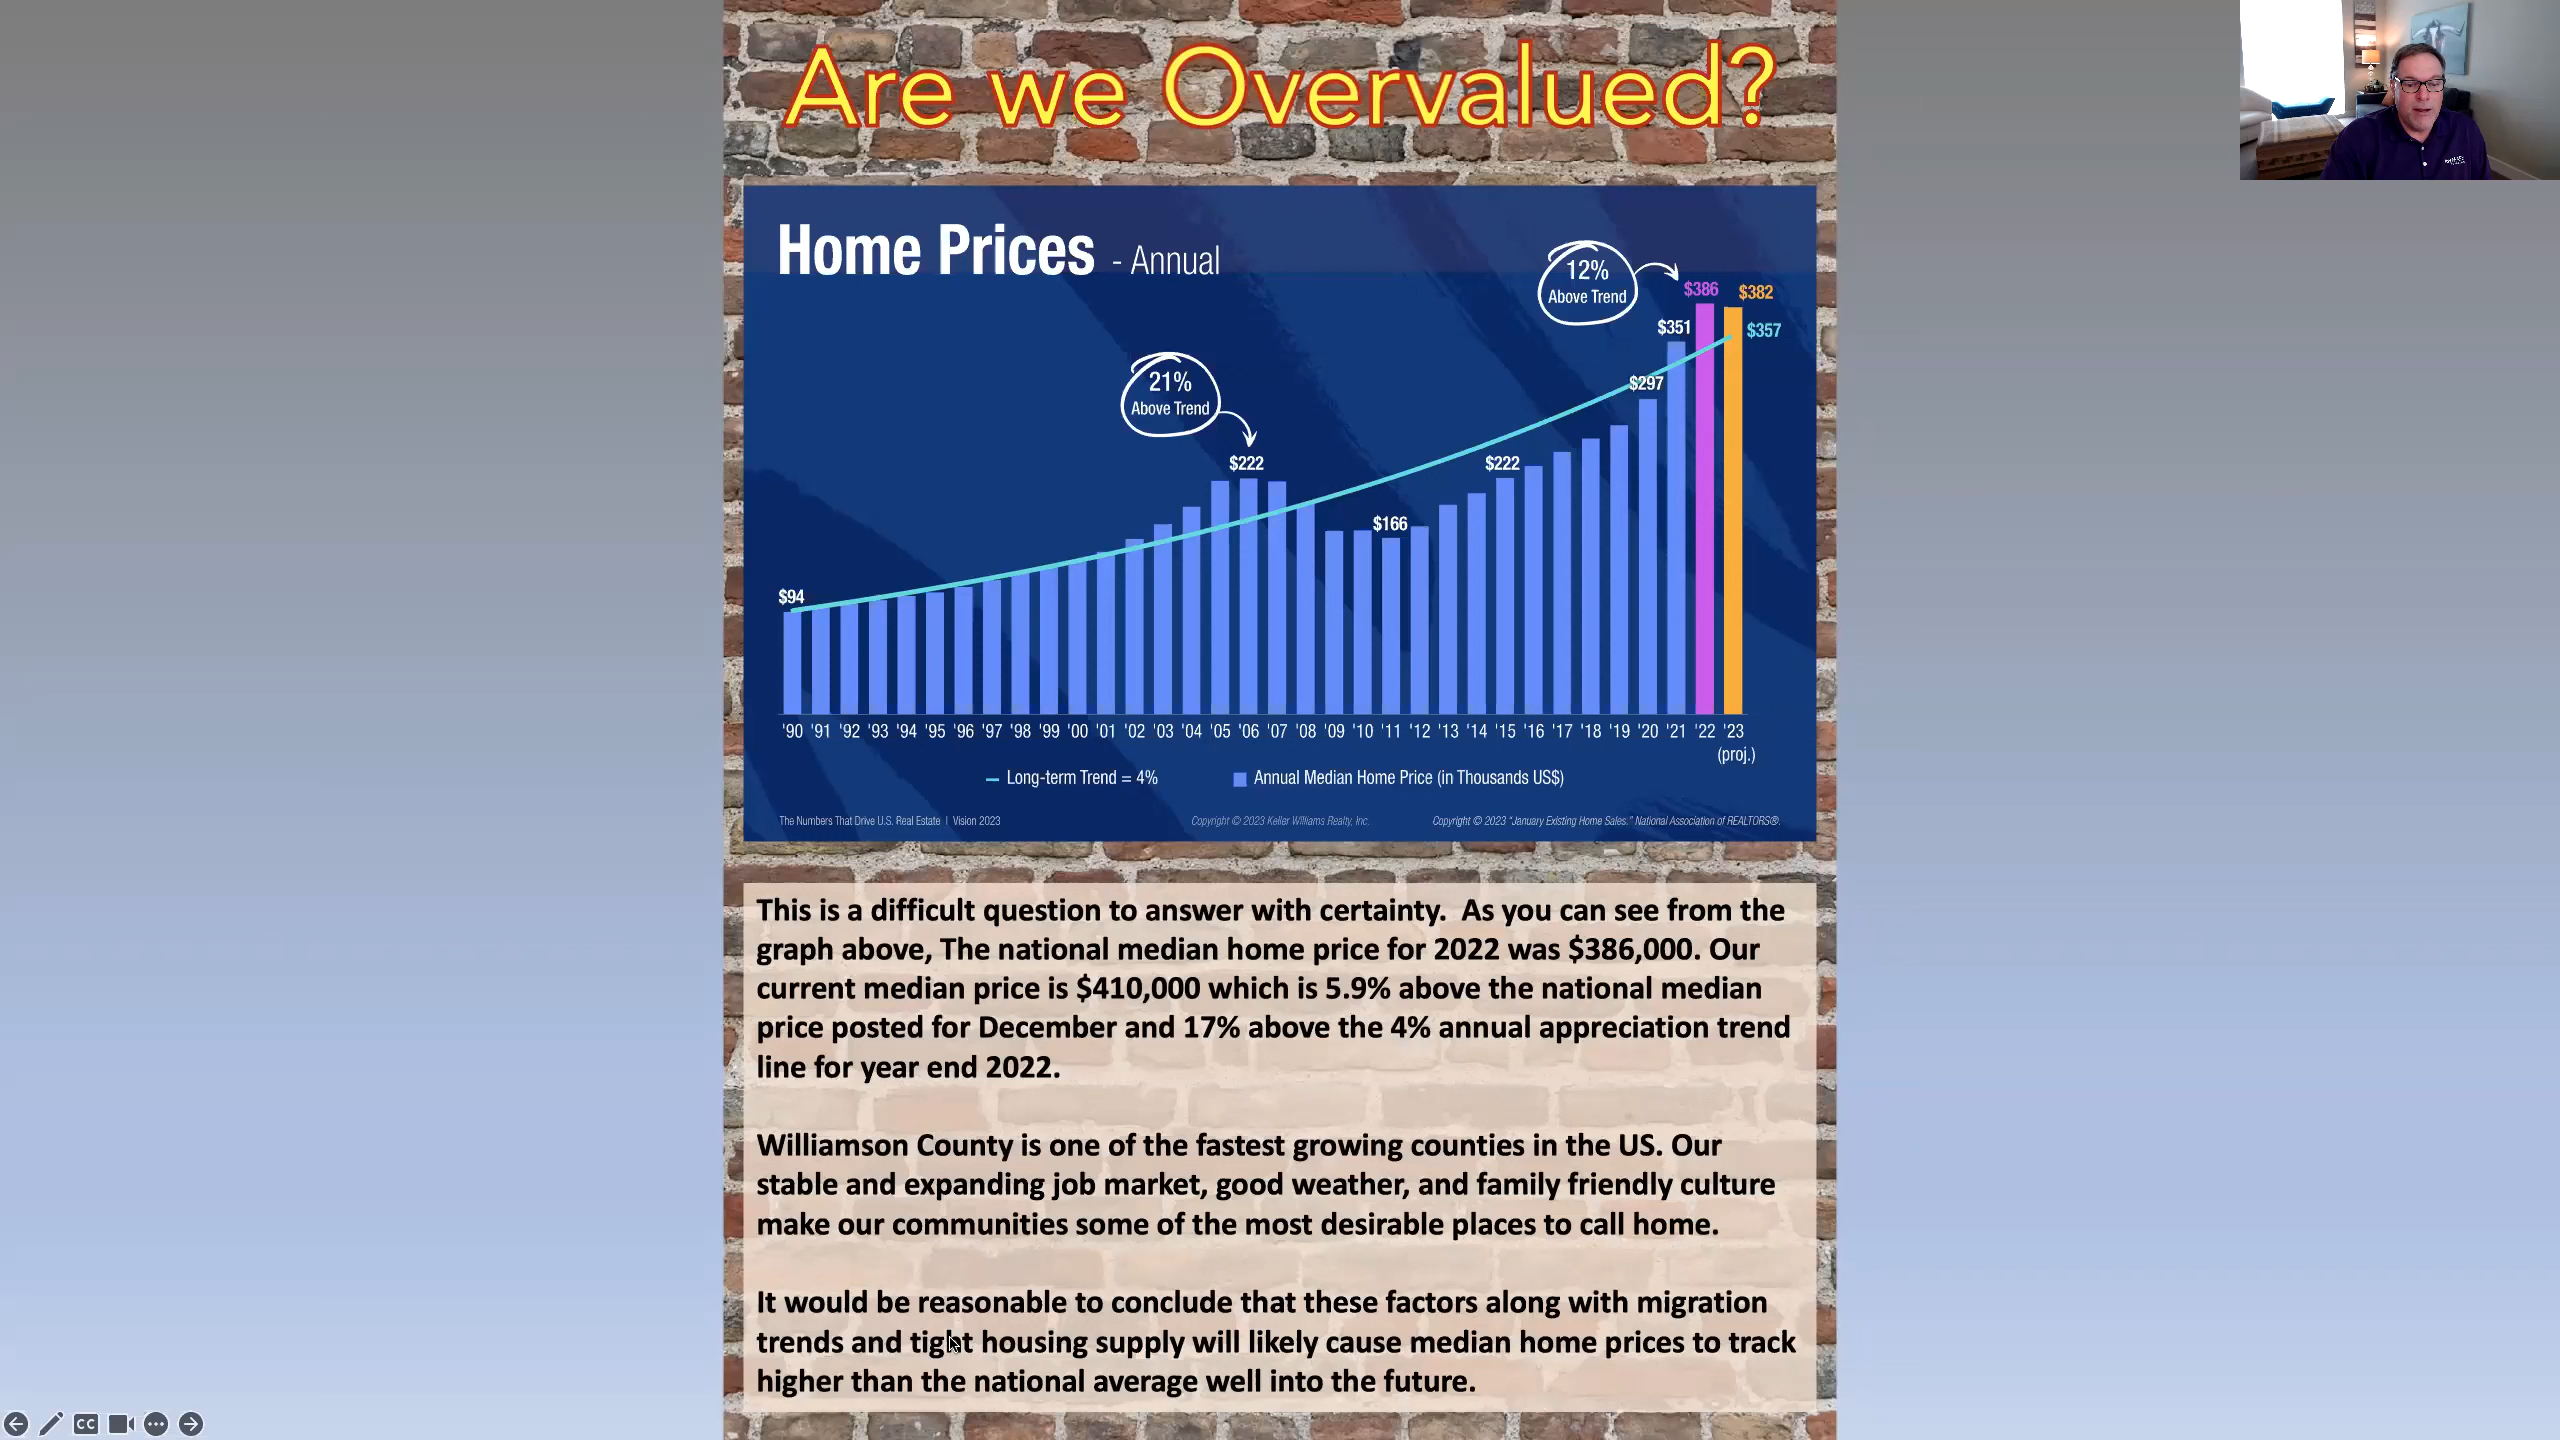 Are we Overvalued?
Home Prices - Annual
12%
Above Trend
$386
$382
$351
$357
$297
21%
Above Trend
$222
$222
$166
$94
'90 '91 '92 '93 '94 '95 '96 '97 '98 '99 '00 '01 '02 '03 '04 '05 '06 '07 '08 '09 '10 '11 '12 '13 '14 '15 '16 '17 '18 '19 '20 '21 '22 '23
(proj.)
Long-term Trend = 4% Annual Median Home Price (in Thousands US$)
The Numbers That Drive U.S. Real Estate | Vision 2023 Copyright © 2023 Keller Williams Realty, Inc. Copyright © 2023 "January Existing Home Sales." National Association of REALTORS®.
This is a difficult question to answer with certainty. As you can see from the
graph above, The national median home price for 2022 was $386,000. Our
current median price is $410,000 which is 5.9% above the national median
price posted for December and 17% above the 4% annual appreciation trend
line for year end 2022.
Williamson County is one of the fastest growing counties in the US. Our
stable and expanding job market, good weather, and family friendly culture
make our communities some of the most desirable places to call home.
It would be reasonable to conclude that these factors along with migration
trends and tight housing supply will likely cause median home prices to track
higher than the national average well into the future.
CC